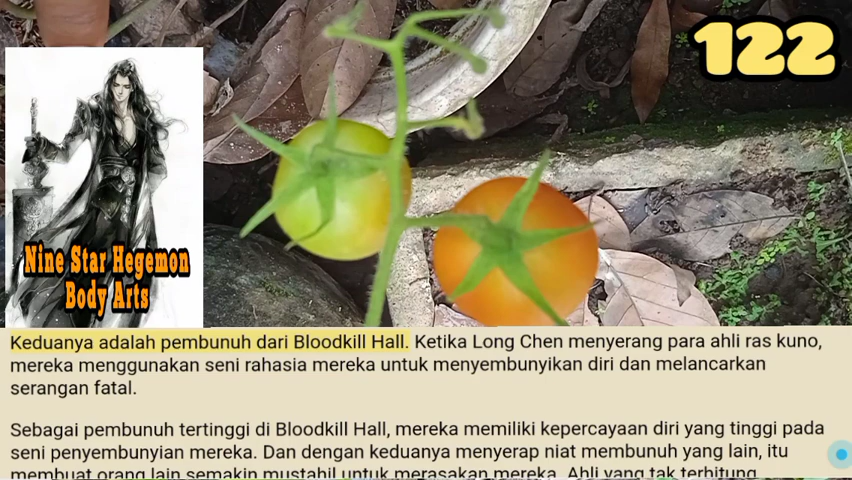 122
Nine Star Hegemon
Body Arts
Keduanya adalah pembunuh dari Bloodkill Hall. Ketika Long Chen menyerang para ahli ras kuno,
mereka menggunakan seni rahasia mereka untuk menyembunyikan diri dan melancarkan
serangan fatal.
Sebagai pembunuh tertinggi di Bloodkill Hall, mereka memiliki kepercayaan diri yang tinggi pada
seni penyembunyian mereka. Dan dengan keduanya menyerap niat membunuh yang lain, itu
membuat orang lain semakin mustahil untuk merasakan mereka. Ahli yang tak terhitung